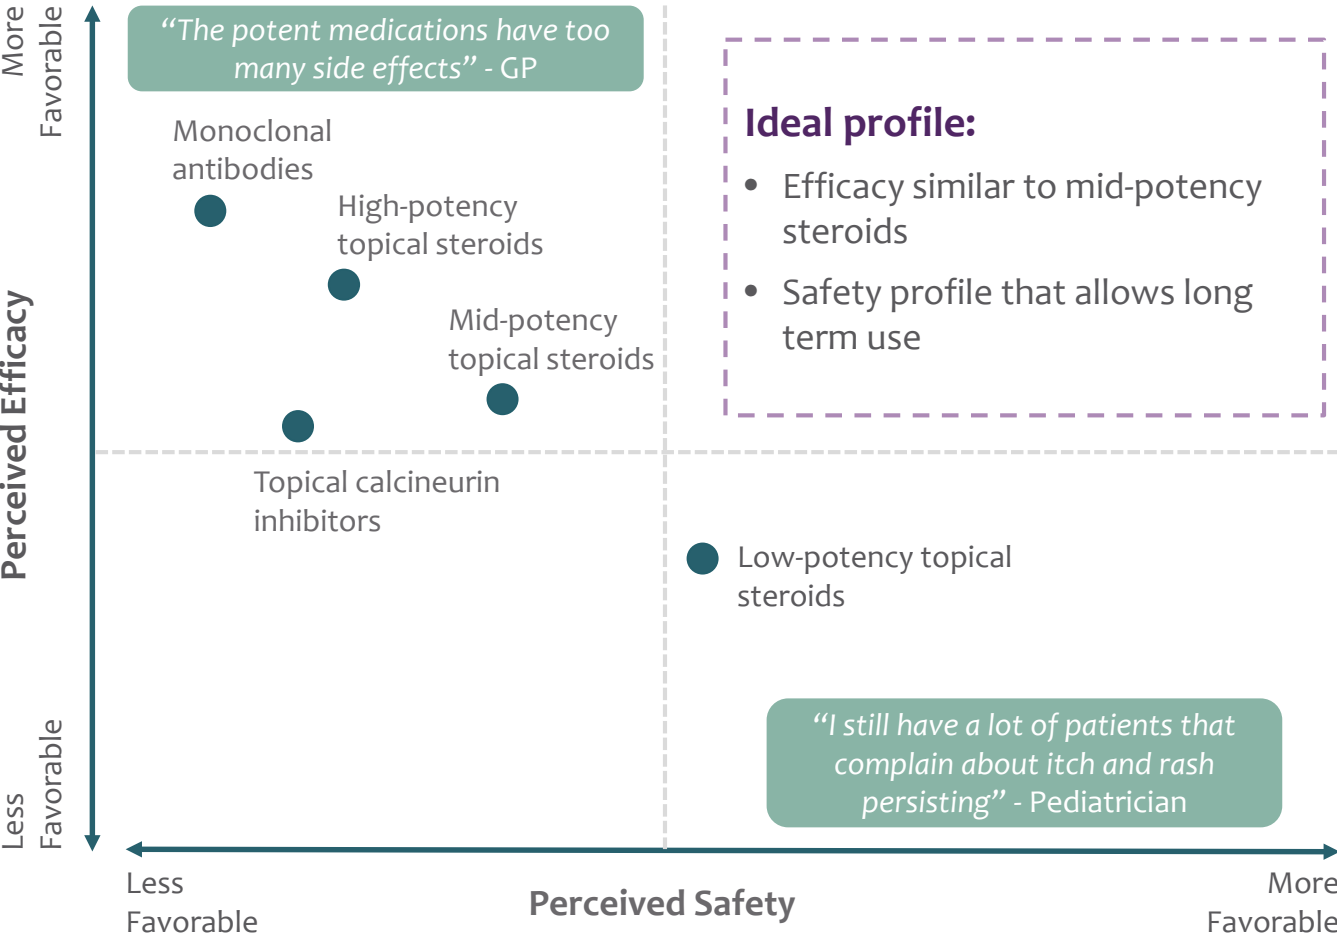 More
Favorable
“The potent medications have too
many side effects” - GP
Monoclonal
antibodies
High-potency
topical steroids
Mid-potency
topical steroids
Ideal profile:
• Efficacy similar to mid-potency
steroids
• Safety profile that allows long
term use
Perceived Efficacy
Topical calcineurin
inhibitors
Low-potency topical
steroids
“I still have a lot of patients that
complain about itch and rash
persisting” - Pediatrician
Less
Favorable
Less
Favorable
Perceived Safety
More
Favorable